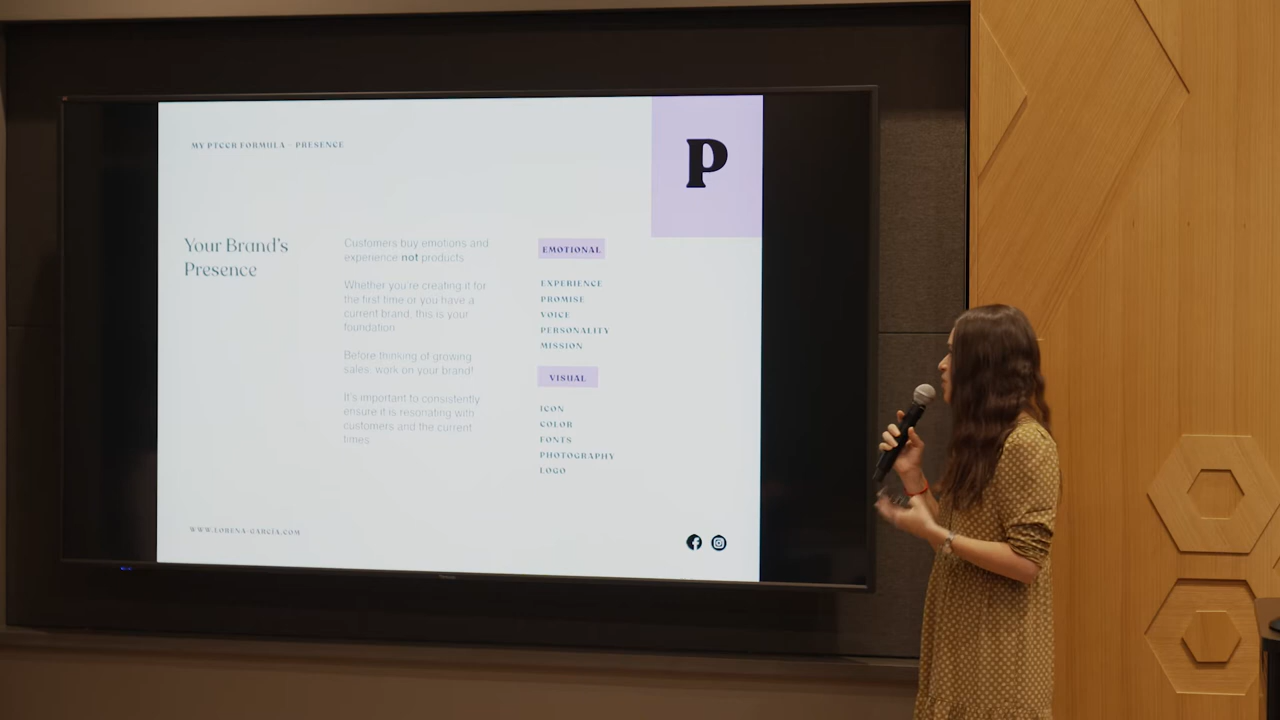 MY PTCCR FORMULA - PRESENCE
P
Your Brand's
Presence
Customers buy emotions and
experience not products.
Whether you're creating it for
the first time or you have a
current brand, this is your
foundation.
Before thinking of growing
sales, work on your brand!
It's important to consistently
ensure it is resonating with
customers and the current
times.
EMOTIONAL
EXPERIENCE
PROMISE
VOICE
PERSONALITY
MISSION
VISUAL
ICON
COLOR
FONTS
PHOTOGRAPHY
LOGO
WWW.LORENA-GARCIA.COM